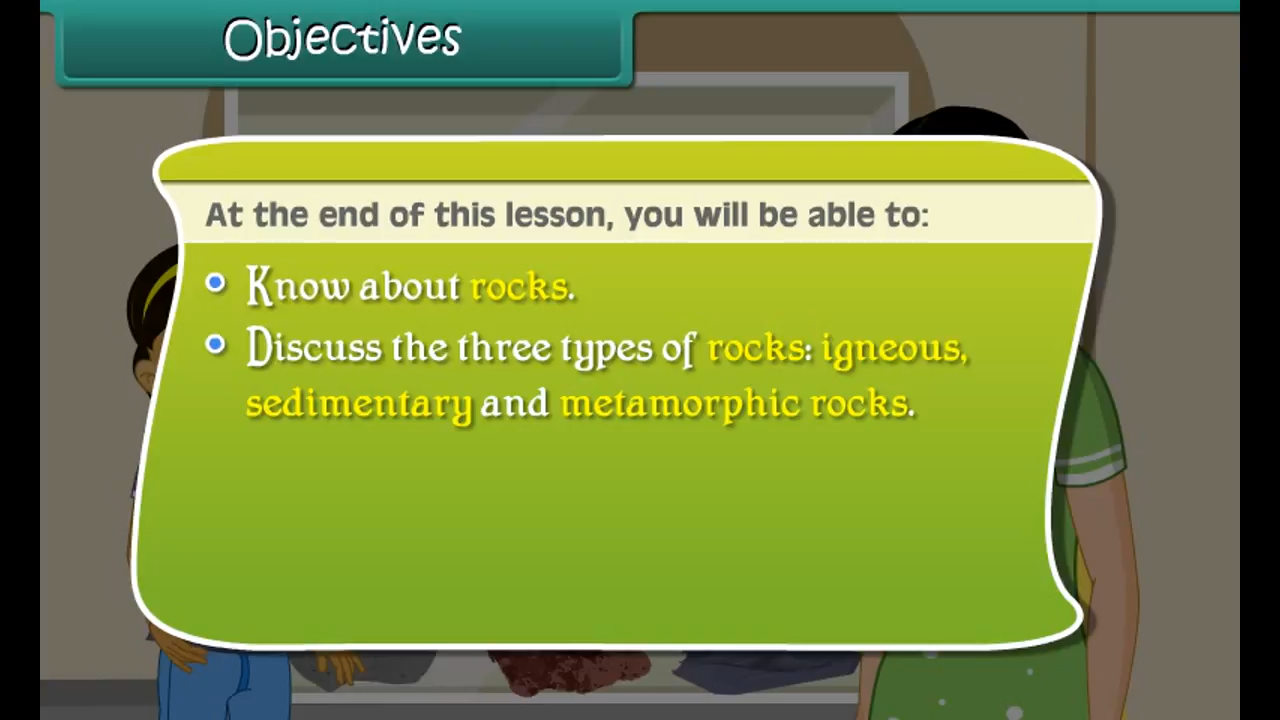 Objectives
At the end of this lesson, you will be able to:
Know about rocks.
Discuss the three types of rocks: igneous,
sedimentary and metamorphic rocks.